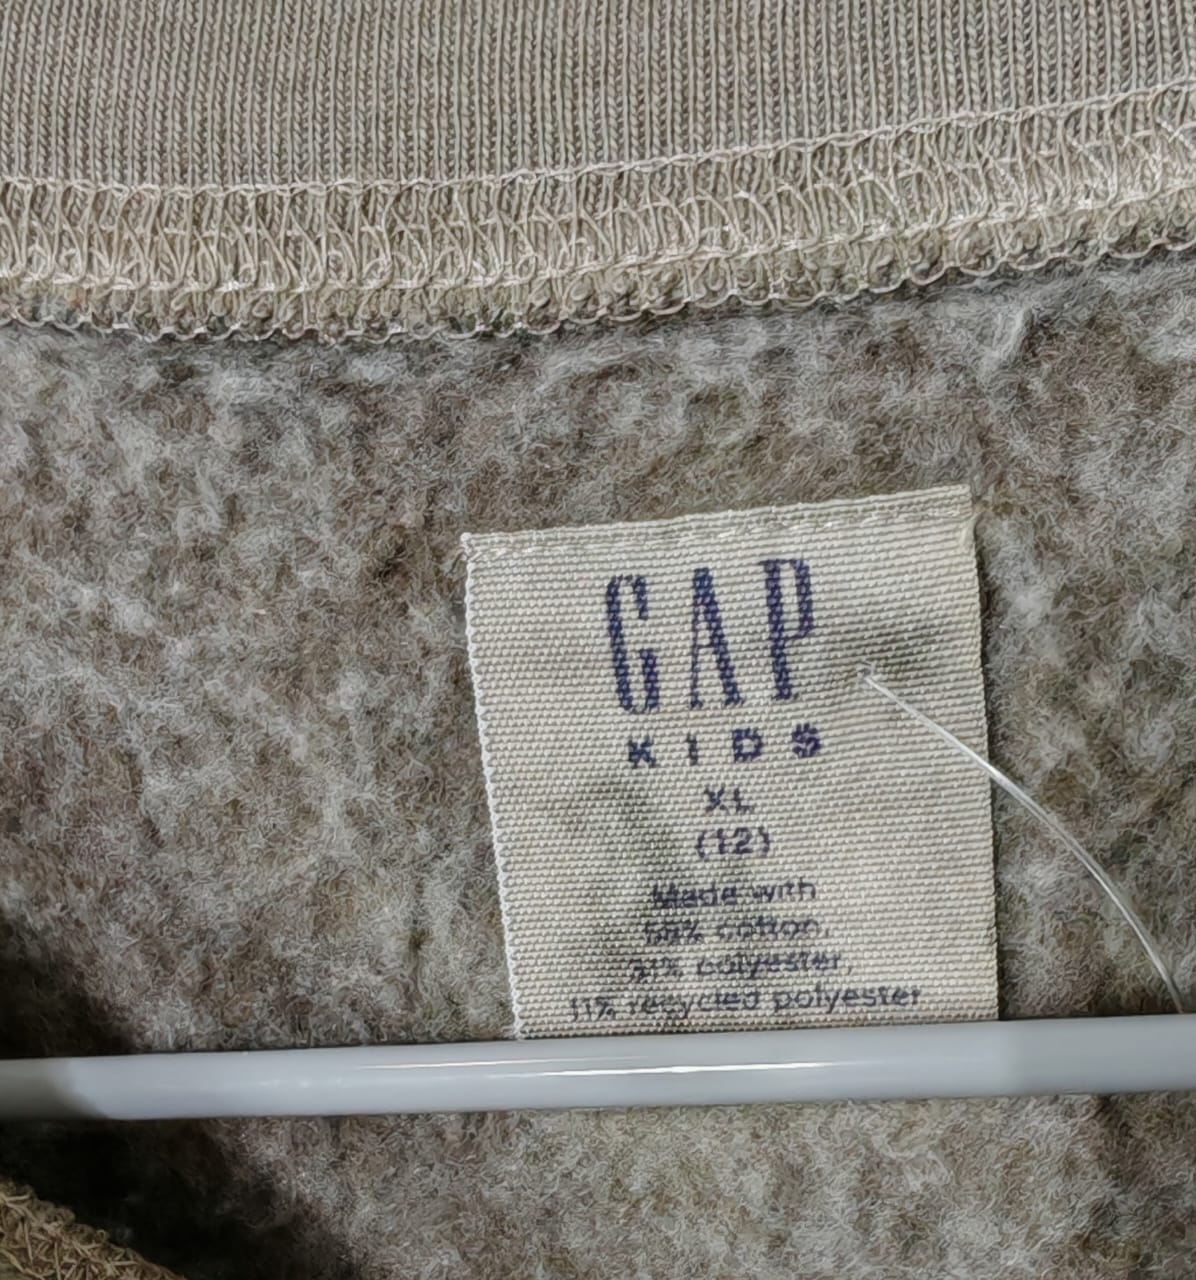 GAP
KIDS
XL
(12)
Made with
cotton,
polyester,
11% recycled polyester